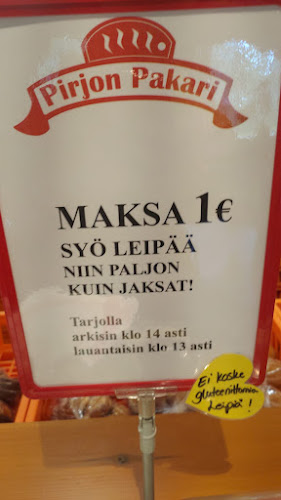 Pirjon Pakari
MAKSA 1€
SYÖ LEIPÄÄ
NIIN PALJON
KUIN JAKSAT!
Tarjolla
arkisin klo 14 asti
lauantaisin klo 13 asti
Ei koske
gluteenittomia
Leipiä!